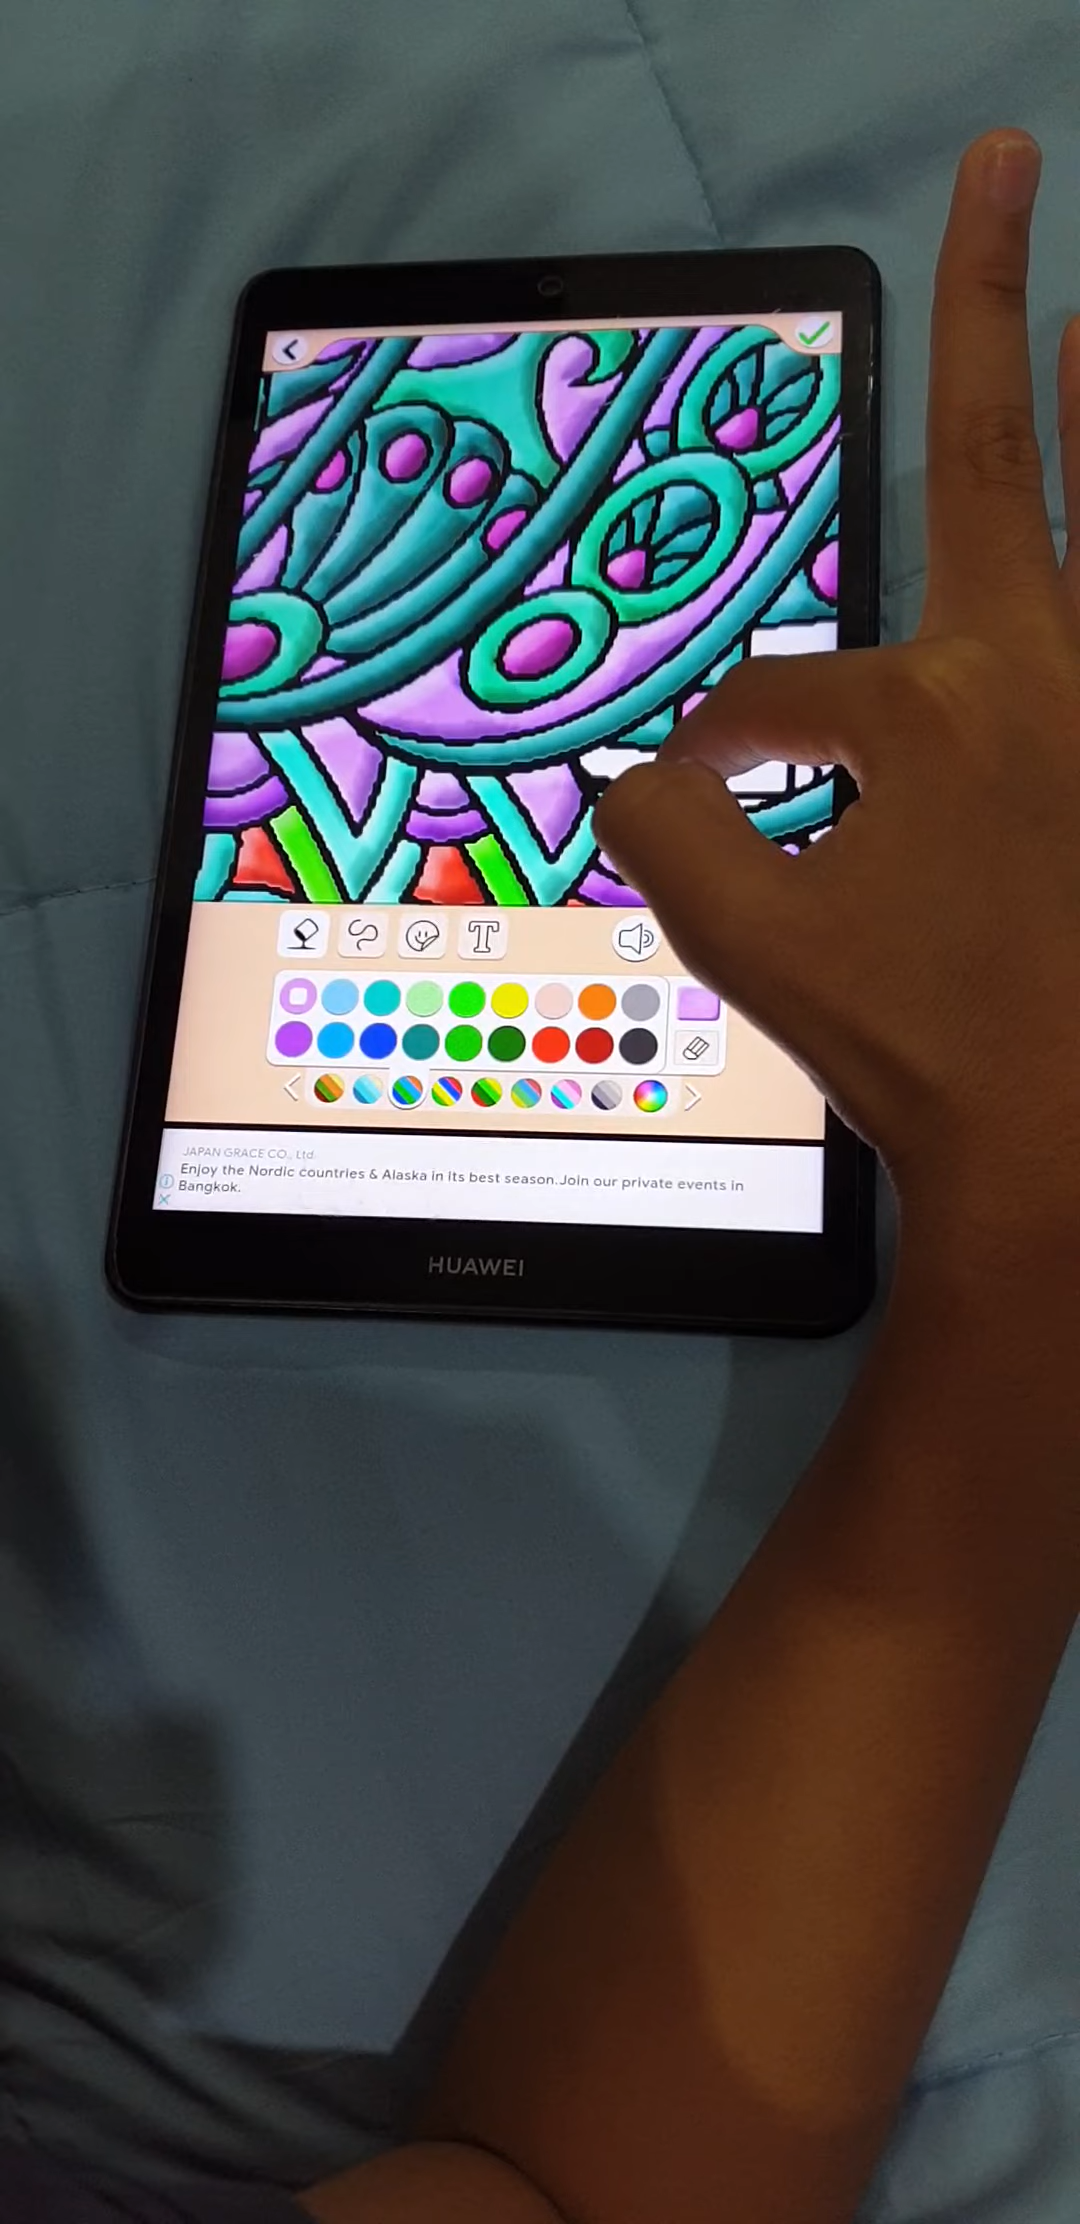 T
JAPAN GRACE CO., Ltd.
Enjoy the Nordic countries & Alaska in its best season.Join our private events in
Bangkok.
HUAWEI